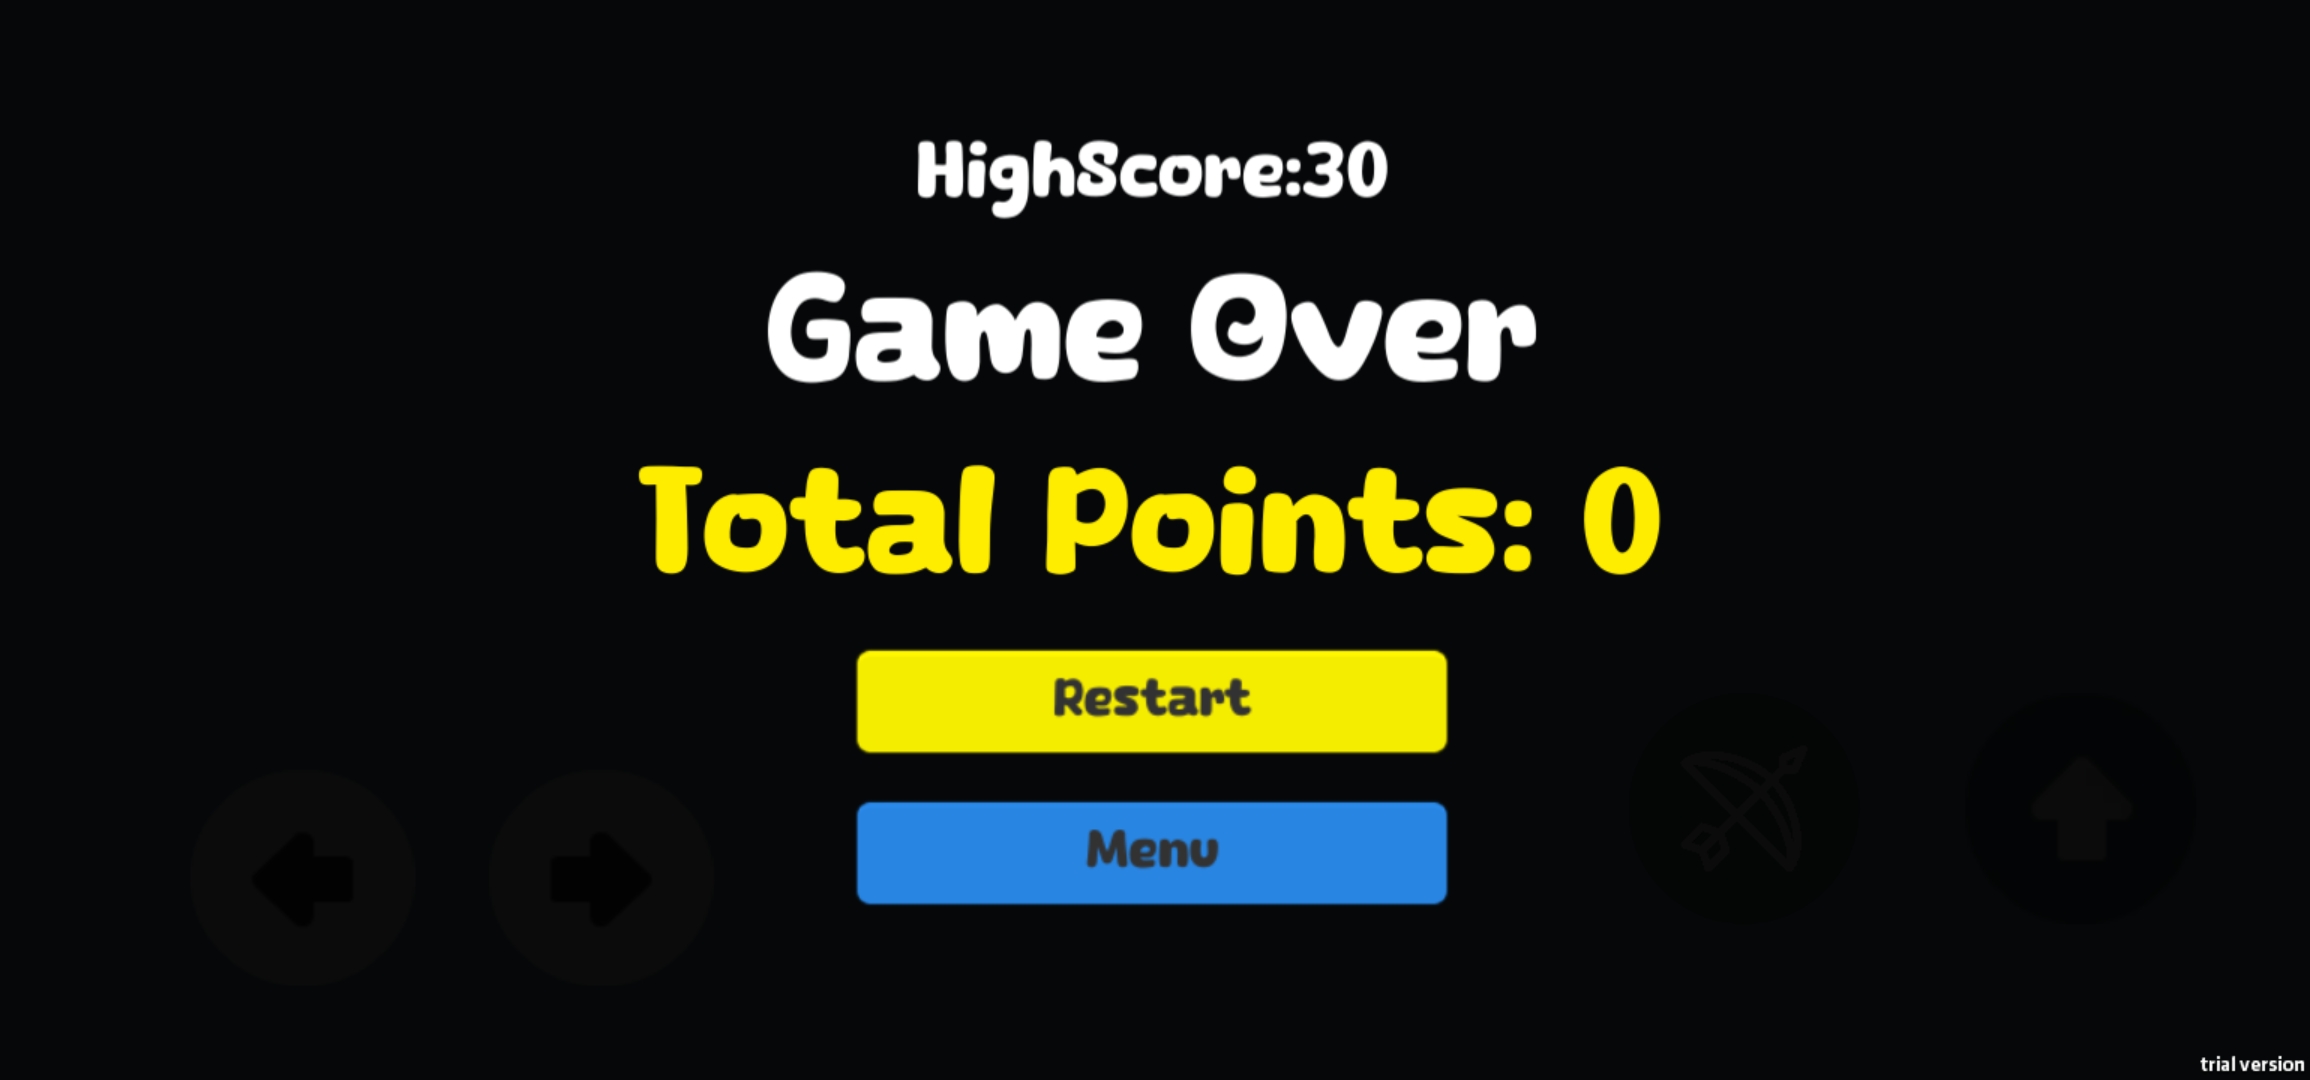 HighScore:30
Game Over
Total Points: 0
Restart
Menu
trial version